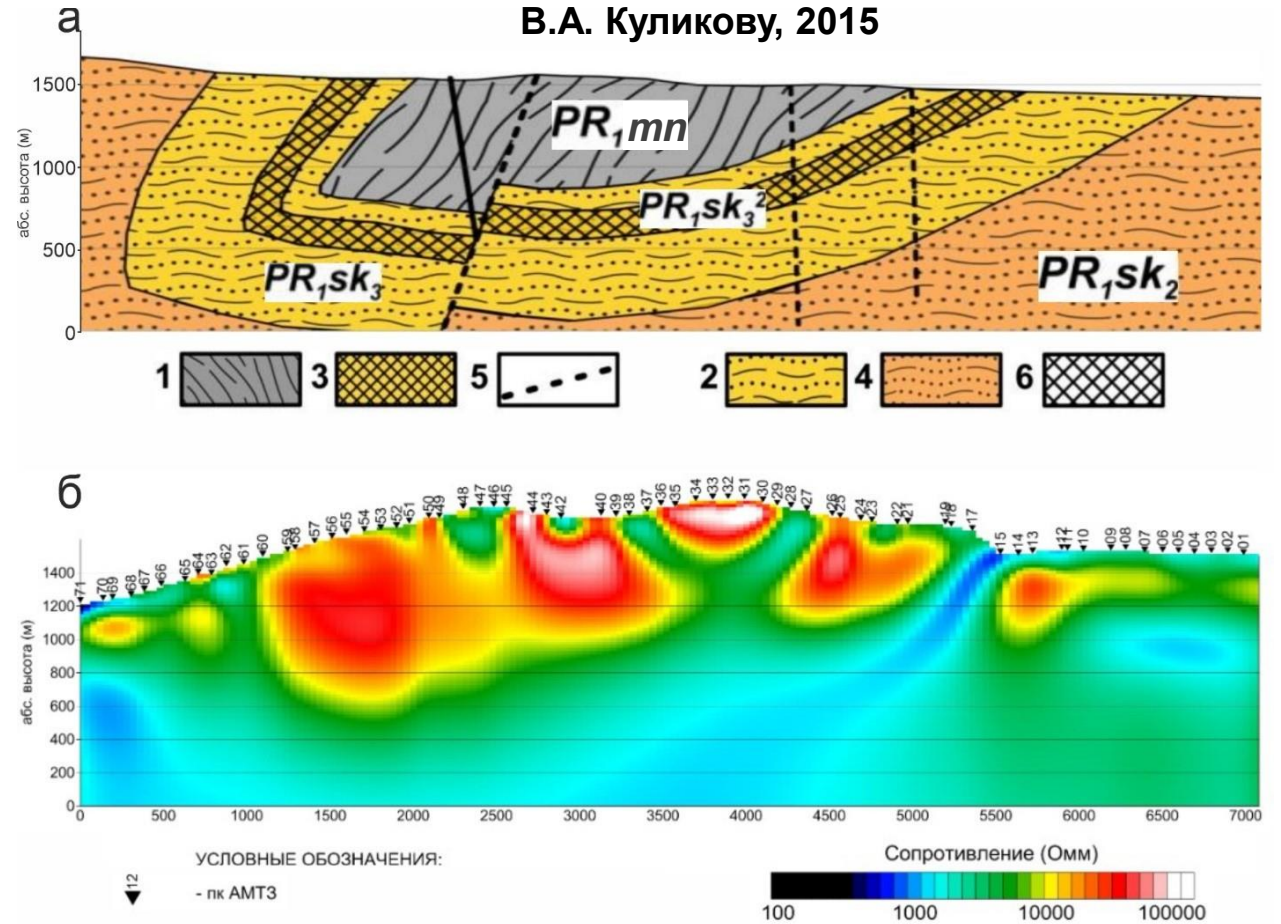 а
В.А. Куликову, 2015
абс. высота (м)
1500
1000
500
0
PR₁mn
PR₁sk₃²
PR₁sk₃
PR₁sk₂
1 3 5 2 4 6
б
абс. высота (м)
71 70 69 68 67 66 65 64 63 62 61 60 59 58 57 56 55 54 53 52 51 50 49 48 47 46 45 44 43 42 40 39 38 37 36 35 34 33 32 31 30 29 28 27 26 25 24 23 22 21 19 18 17 15 14 13 12 11 10 09 08 07 06 05 04 03 02 01
1400
1200
1000
800
600
400
200
0
0 500 1000 1500 2000 2500 3000 3500 4000 4500 5000 5500 6000 6500 7000
УСЛОВНЫЕ ОБОЗНАЧЕНИЯ:
12 - пк АМТЗ
Сопротивление (Омм)
100 1000 10000 100000